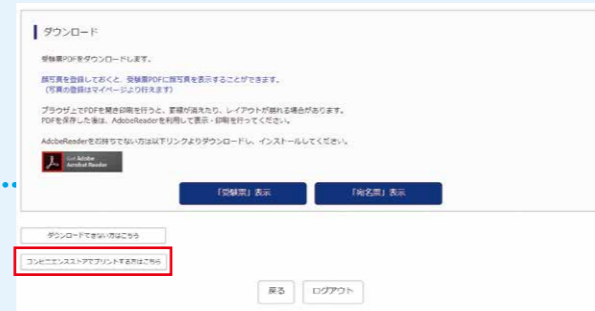 ダウンロード
受験票PDFをダウンロードします。
顔写真を登録しておくと、受験票PDFに顔写真を表示することができます。
(写真の登録はマイページより行えます)
ブラウザ上でPDFを開き印刷を行うと、罫線が消えたり、レイアウトが崩れる場合があります。
PDFを保存した後は、AdobeReaderを利用して表示・印刷を行ってください。
AdobeReaderをお持ちでない方は以下リンクよりダウンロードし、インストールしてください。
Get Adobe
Acrobat Reader
「受験票」表示 「宛名票」表示
ダウンロードできない方はこちら
コンビニエンスストアでプリントする方はこちら
戻る ログアウト